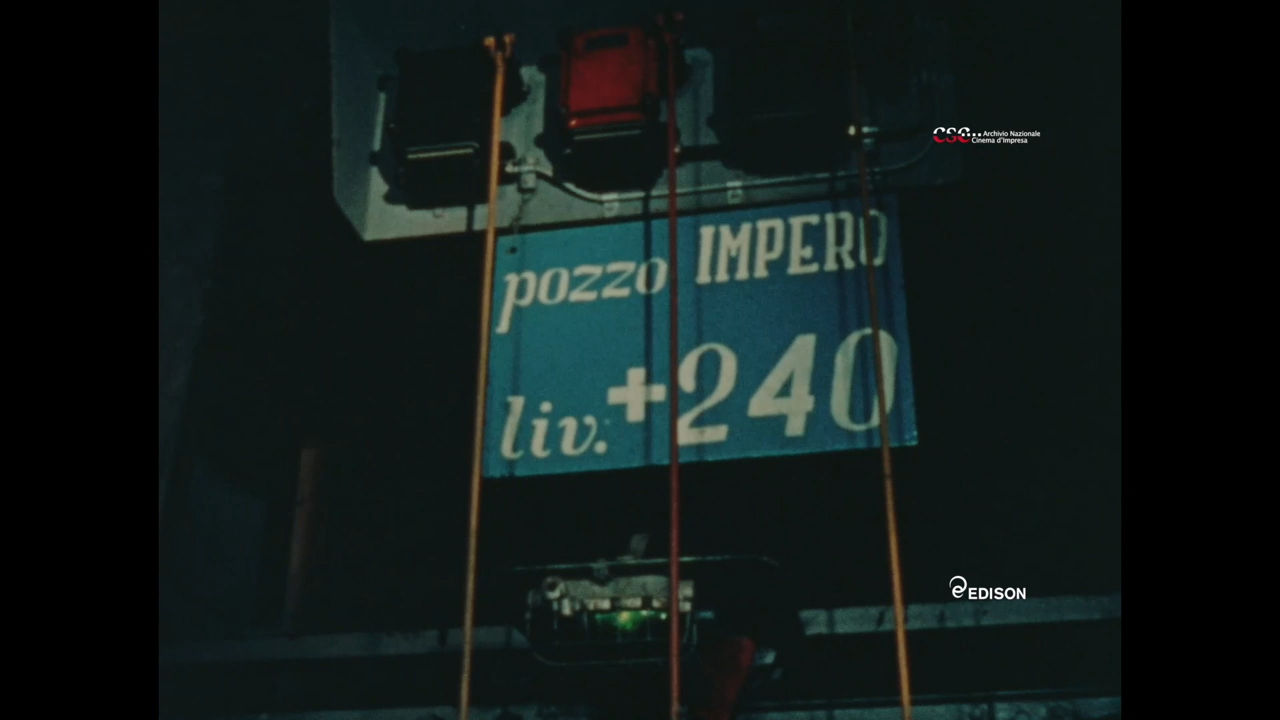 csc Archivio Nazionale
Cinema d'Impresa
pozzo IMPERO
liv. +240
EDISON